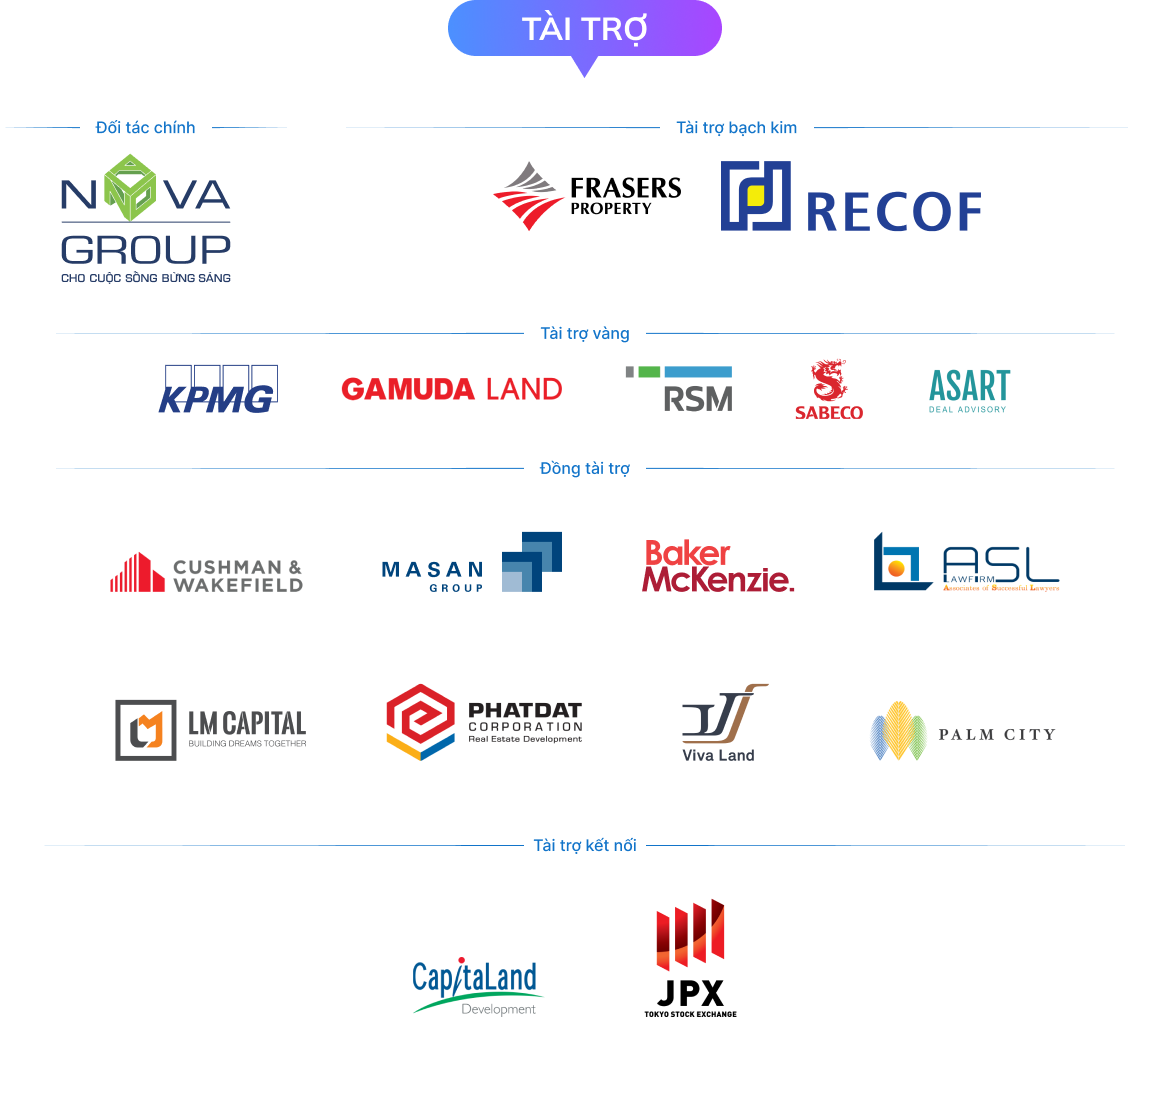 TÀI TRỢ
Đối tác chính
NOVA
GROUP
CHO CUỘC SỐNG BỪNG SÁNG
Tài trợ bạch kim
FRASERS
PROPERTY
RECOF
Tài trợ vàng
KPMG
GAMUDA LAND
RSM
SABECO
ASART
DEAL ADVISORY
Đồng tài trợ
CUSHMAN &
WAKEFIELD
MASAN
GROUP
Baker
McKenzie.
ASL
LAWFIRM
Associates of Successful Lawyers
LM CAPITAL
BUILDING DREAMS TOGETHER
PHATDAT
CORPORATION
Real Estate Development
Viva Land
PALM CITY
Tài trợ kết nối
CapitaLand
Development
JPX
TOKYO STOCK EXCHANGE